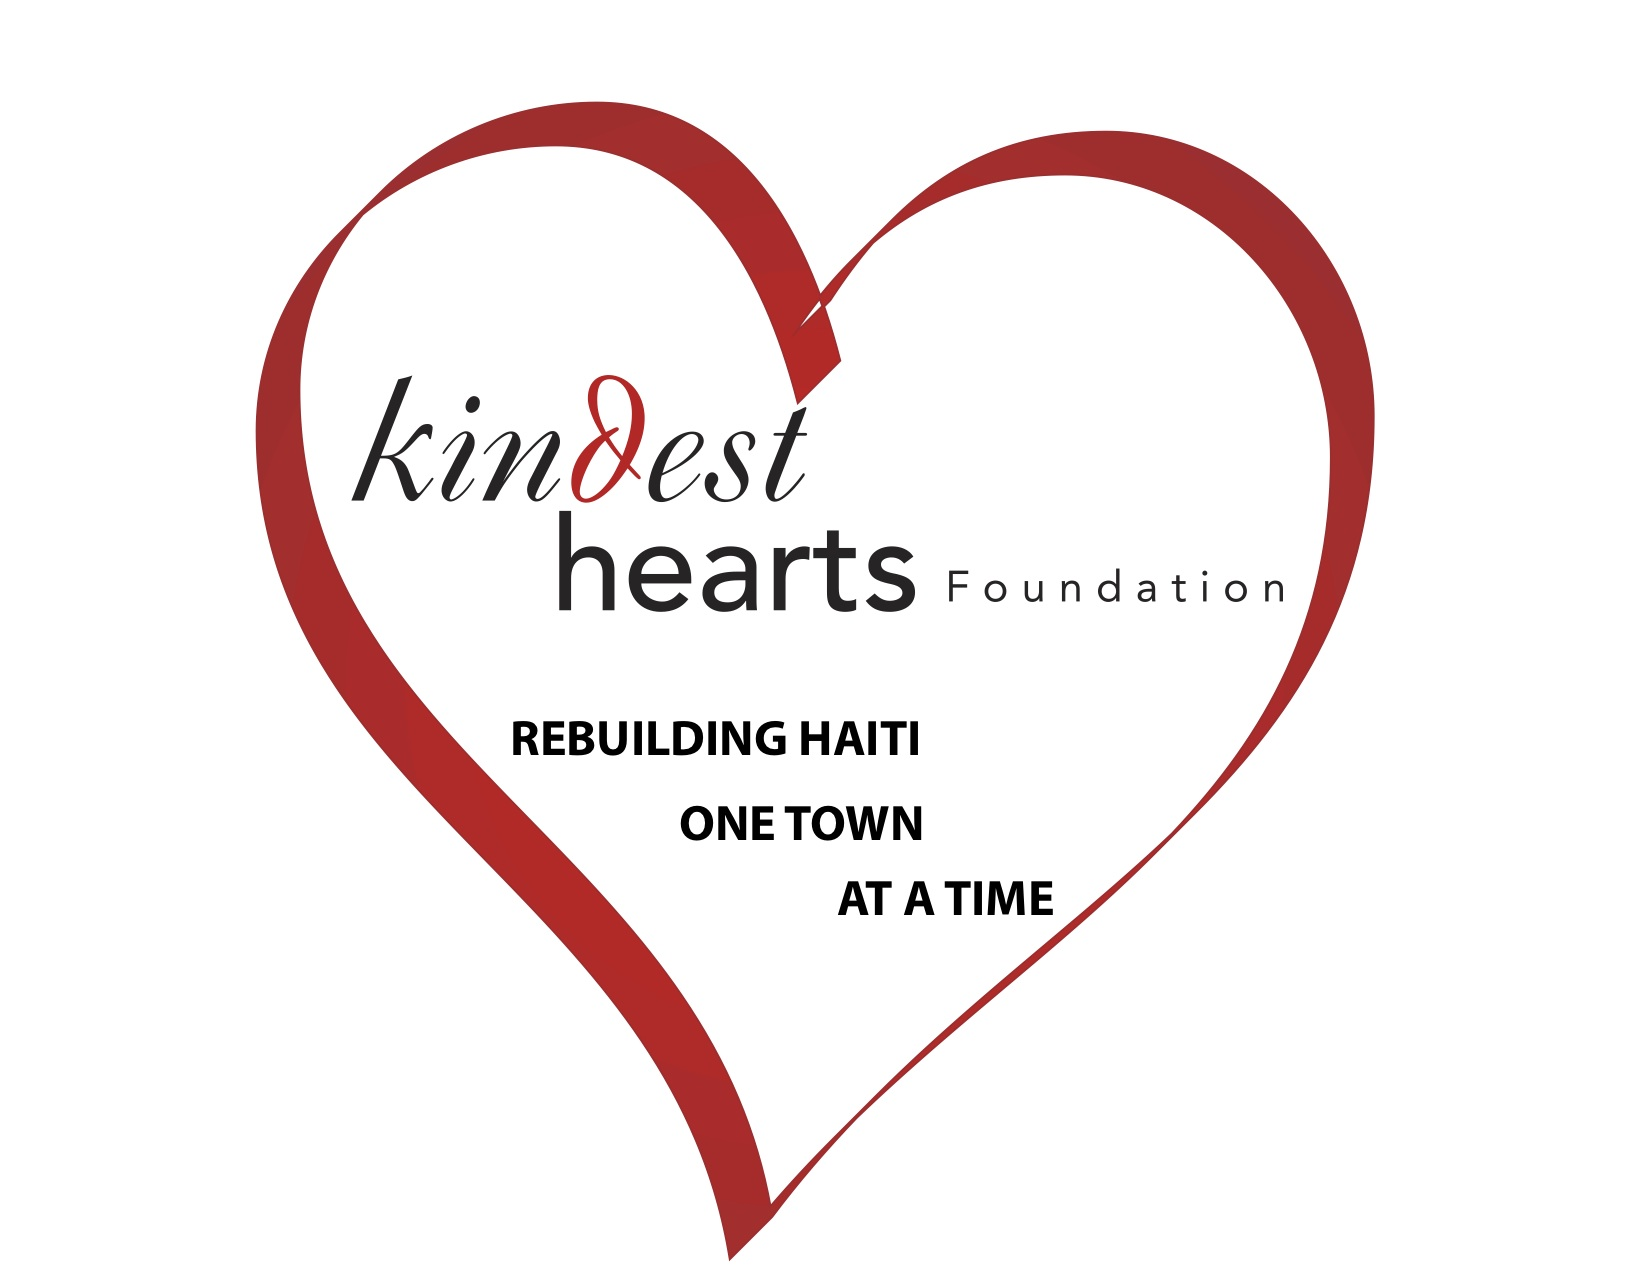 kindest
hearts Foundation
REBUILDING HAITI
ONE TOWN
AT A TIME